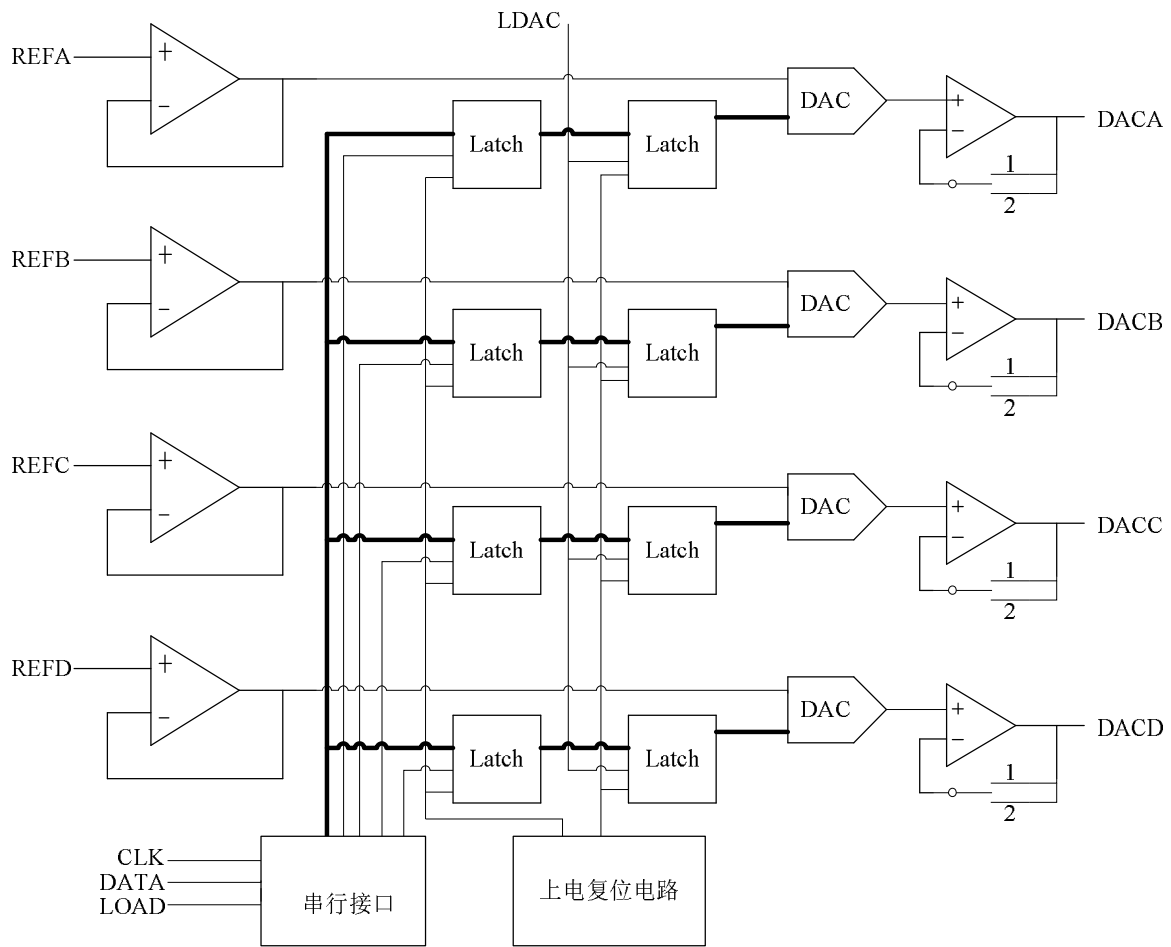 LDAC
REFA
+
−
DAC
+
−
DACA
Latch
Latch
1
2
REFB
+
−
DAC
+
−
DACB
Latch
Latch
1
2
REFC
+
−
DAC
+
−
DACC
Latch
Latch
1
2
REFD
+
−
DAC
+
−
DACD
Latch
Latch
1
2
CLK
DATA
LOAD
串行接口
上电复位电路